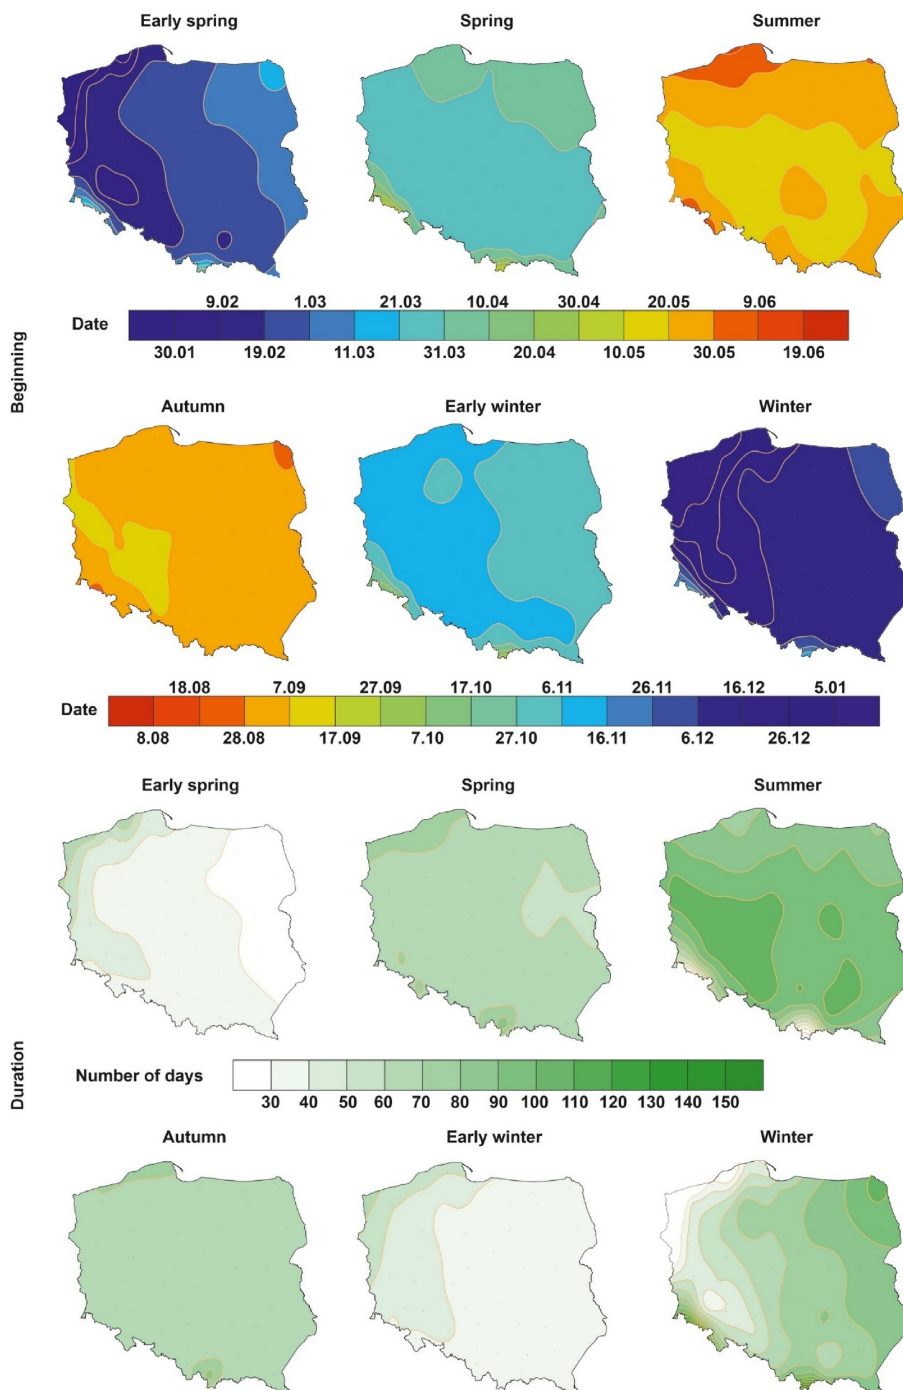 Early spring Spring Summer
Beginning
9.02 1.03 21.03 10.04 30.04 20.05 9.06
Date
30.01 19.02 11.03 31.03 20.04 10.05 30.05 19.06
Autumn Early winter Winter
18.08 7.09 27.09 17.10 6.11 26.11 16.12 5.01
Date
8.08 28.08 17.09 7.10 27.10 16.11 6.12 26.12
Early spring Spring Summer
Duration
Number of days
30 40 50 60 70 80 90 100 110 120 130 140 150
Autumn Early winter Winter